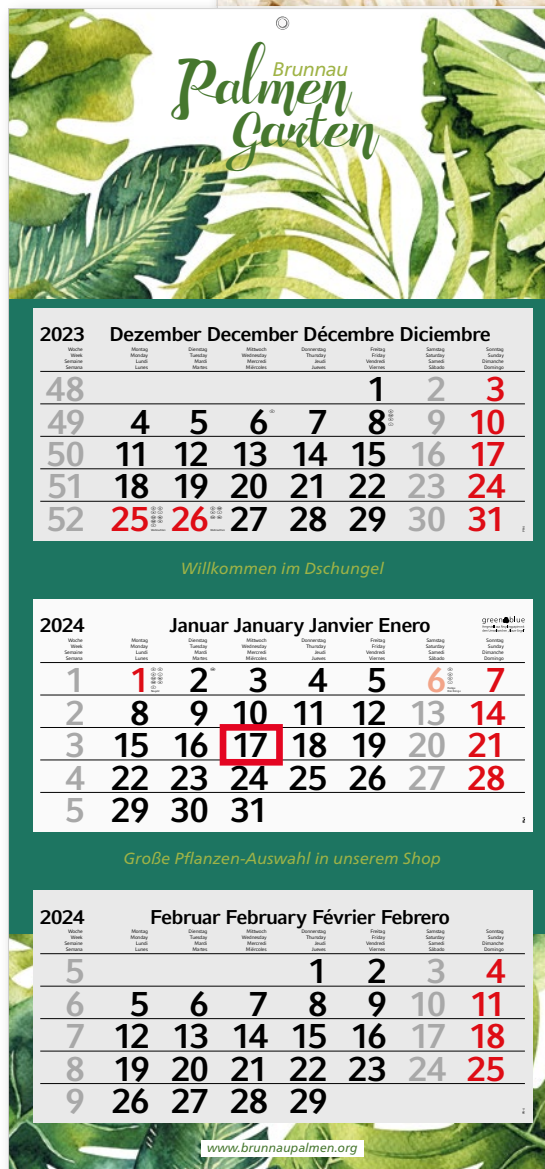 Brunnau
Palmen
Garten
2023 Dezember December Décembre Diciembre
Woche Montag Dienstag Mittwoch Donnerstag Freitag Samstag Sonntag
Week Monday Tuesday Wednesday Thursday Friday Saturday Sunday
Semaine Lundi Mardi Mercredi Jeudi Vendredi Samedi Dimanche
Semana Lunes Martes Miércoles Jueves Viernes Sábado Domingo
48 1 2 3
49 4 5 6 7 8 9 10
50 11 12 13 14 15 16 17
51 18 19 20 21 22 23 24
52 25 26 27 28 29 30 31
Willkommen im Dschungel
2024 Januar January Janvier Enero
greenblue
Woche Montag Dienstag Mittwoch Donnerstag Freitag Samstag Sonntag
Week Monday Tuesday Wednesday Thursday Friday Saturday Sunday
Semaine Lundi Mardi Mercredi Jeudi Vendredi Samedi Dimanche
Semana Lunes Martes Miércoles Jueves Viernes Sábado Domingo
1 1 2 3 4 5 6 7
2 8 9 10 11 12 13 14
3 15 16 17 18 19 20 21
4 22 23 24 25 26 27 28
5 29 30 31
Große Pflanzen-Auswahl in unserem Shop
2024 Februar February Février Febrero
Woche Montag Dienstag Mittwoch Donnerstag Freitag Samstag Sonntag
Week Monday Tuesday Wednesday Thursday Friday Saturday Sunday
Semaine Lundi Mardi Mercredi Jeudi Vendredi Samedi Dimanche
Semana Lunes Martes Miércoles Jueves Viernes Sábado Domingo
5 1 2 3 4
6 5 6 7 8 9 10 11
7 12 13 14 15 16 17 18
8 19 20 21 22 23 24 25
9 26 27 28 29
www.brunnaupalmen.org